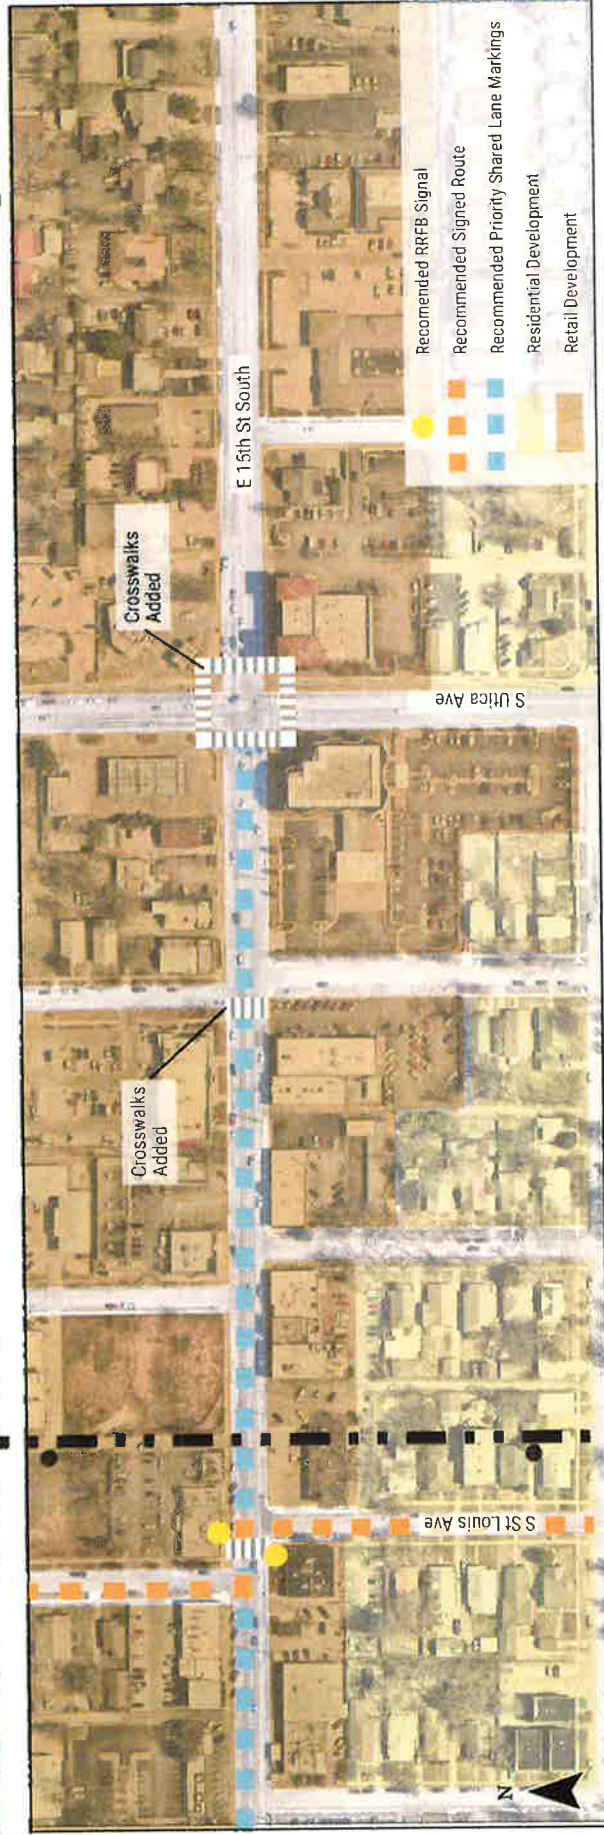 Crosswalks
Added
Crosswalks
Added
E 15th St South
S Utica Ave
S St Louis Ave
N
Recomended RRFB Signal
Recommended Signed Route
Recommended Priority Shared Lane Markings
Residential Development
Retail Development